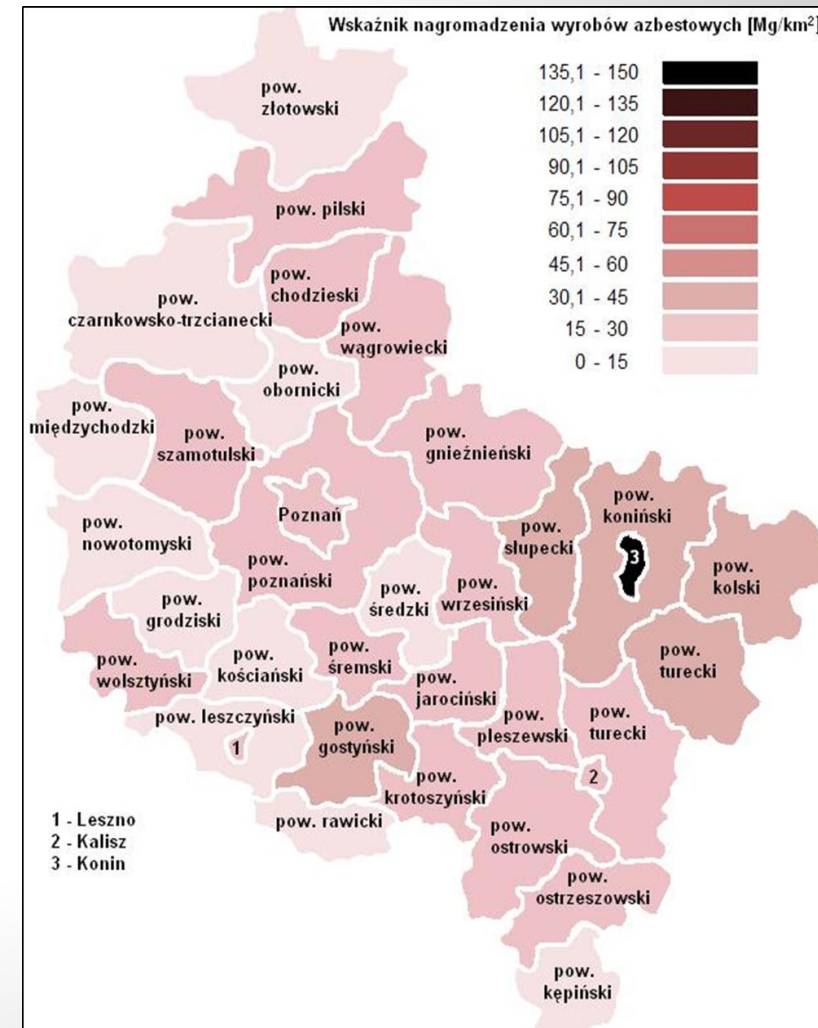 Wskaźnik nagromadzenia wyrobów azbestowych [Mg/km²]
135,1 - 150
120,1 - 135
105,1 - 120
90,1 - 105
75,1 - 90
60,1 - 75
45,1 - 60
30,1 - 45
15 - 30
0 - 15
pow.
złotowski
pow. pilski
pow.
chodzieski
pow.
czarnkowsko-trzcianecki
pow.
wągrowiecki
pow.
obornicki
pow.
międzychodzki
pow.
szamotulski
pow.
gnieźnieński
Poznań
pow.
poznański
pow.
nowotomyski
pow.
słupecki
pow.
koniński
3
pow.
kolski
pow.
grodziski
pow.
średzki
pow.
wrzesiński
pow.
wolsztyński
pow.
kościański
pow.
śremski
pow.
jarociński
pow.
turecki
pow. leszczyński
1
pow.
gostyński
pow.
pleszewski
pow.
turecki
2
pow.
krotoszyński
pow. rawicki
pow.
ostrowski
pow.
ostrzeszowski
pow.
kępiński
1 - Leszno
2 - Kalisz
3 - Konin